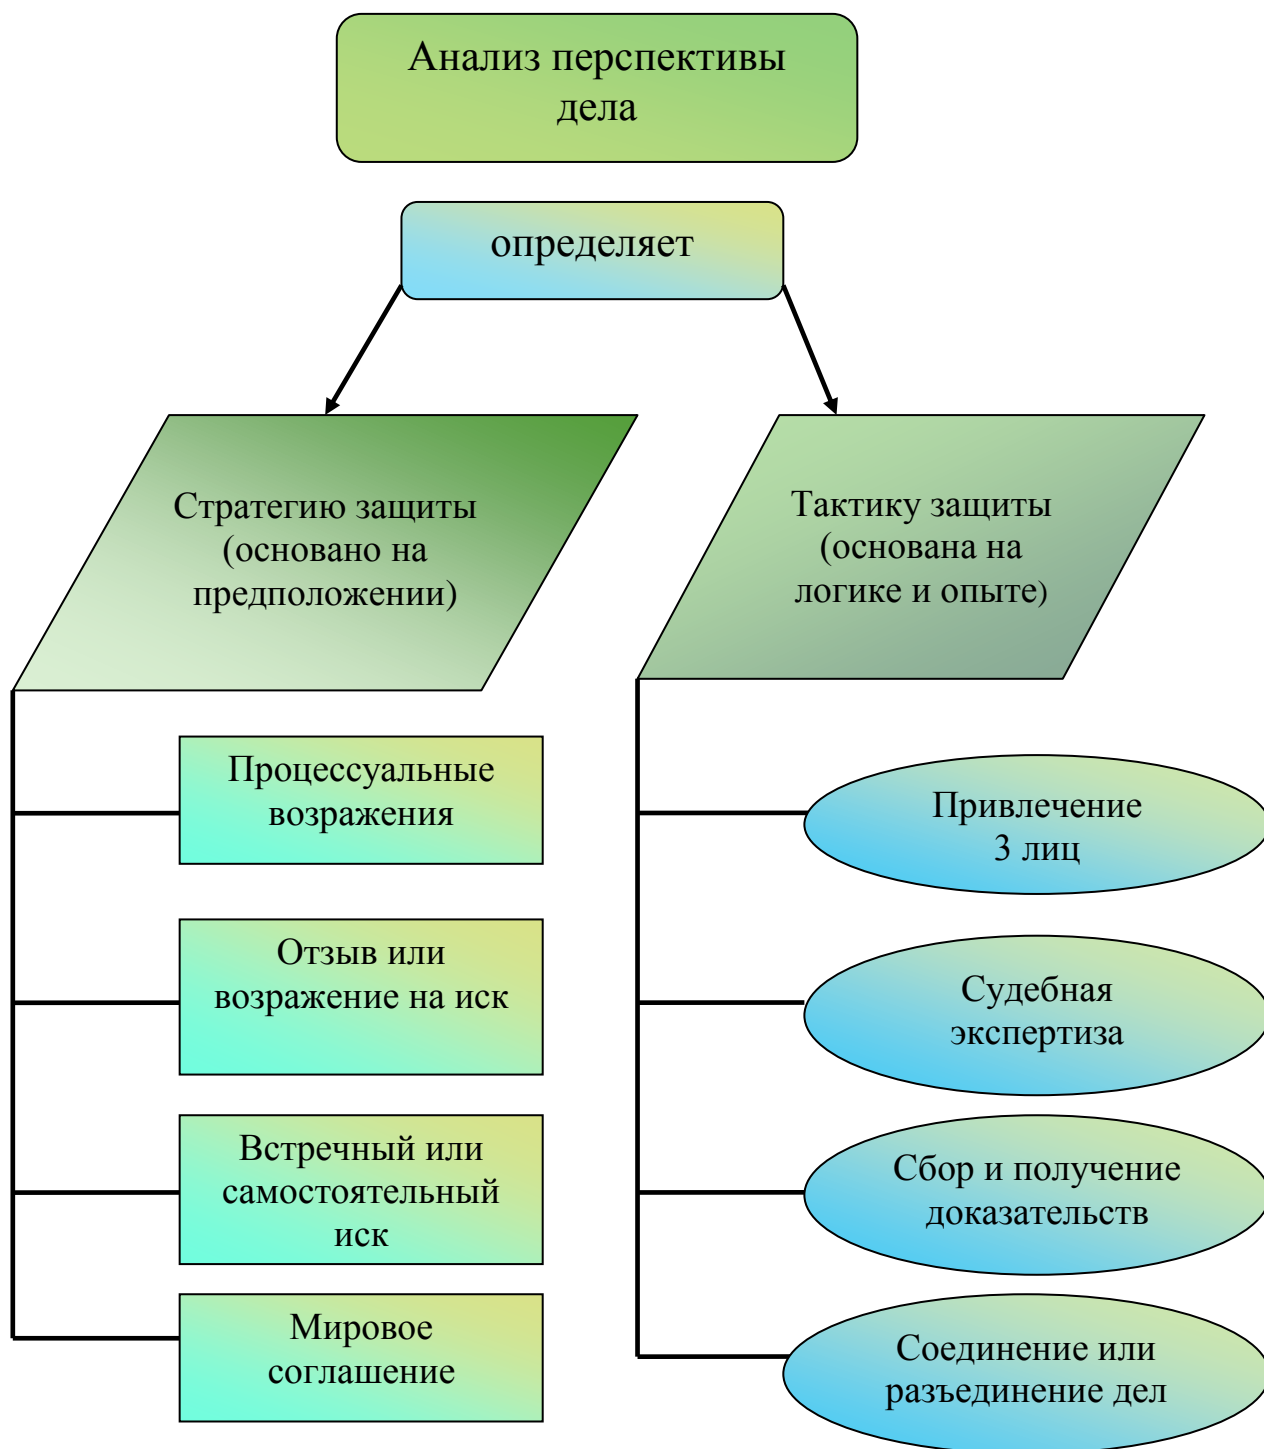 Анализ перспективы
дела
определяет
Стратегию защиты
(основано на
предположении)
Тактику защиты
(основана на
логике и опыте)
Процессуальные
возражения
Отзыв или
возражение на иск
Встречный или
самостоятельный
иск
Мировое
соглашение
Привлечение
3 лиц
Судебная
экспертиза
Сбор и получение
доказательств
Соединение или
разъединение дел